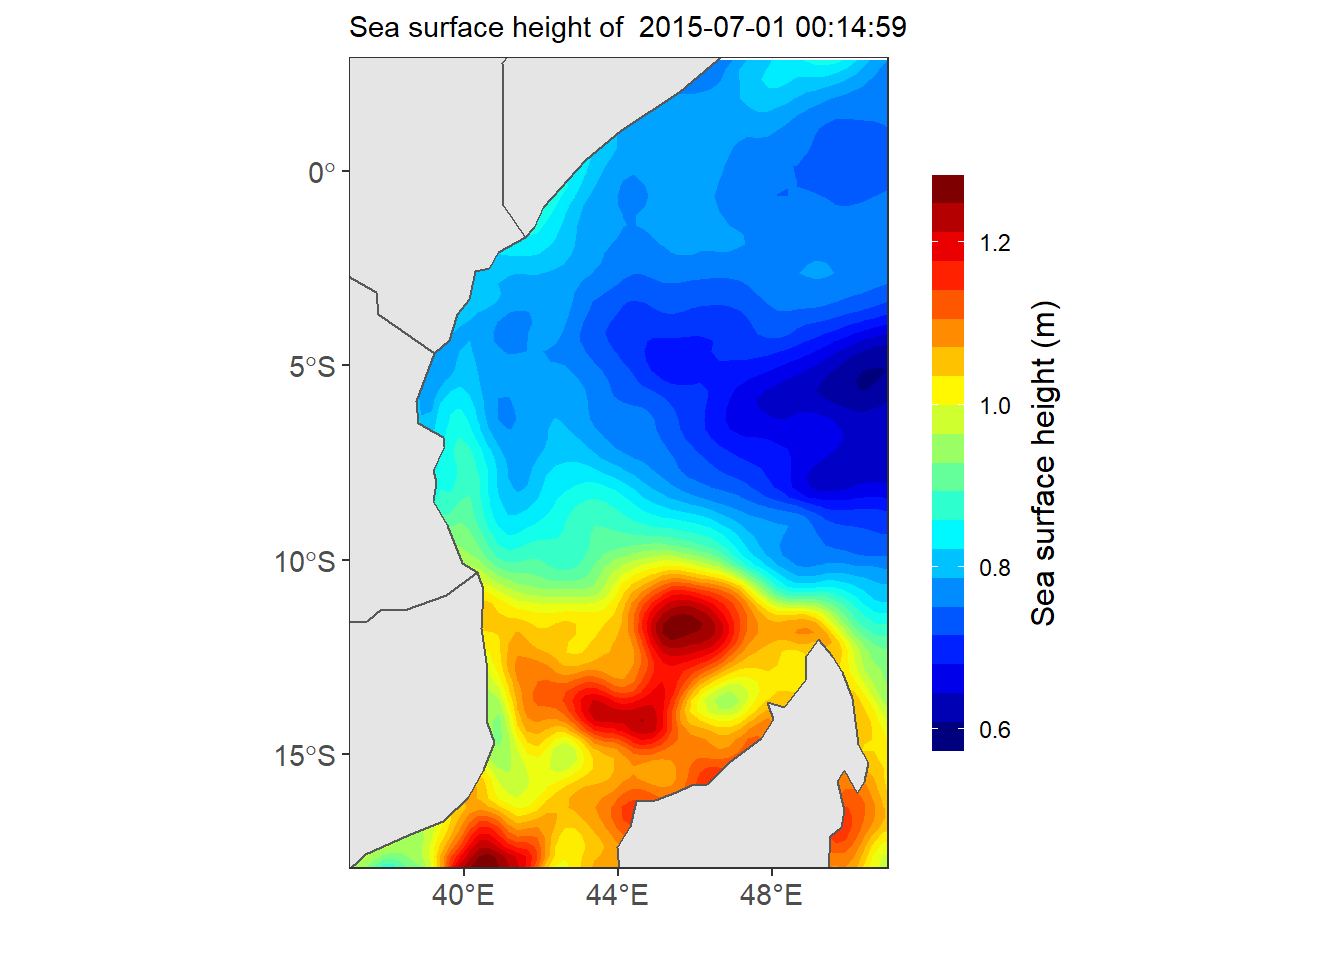 Sea surface height of  2015-07-01 00:14:59
0°
5°S
10°S
15°S
40°E
44°E
48°E
1.2
1.0
0.8
0.6
Sea surface height (m)